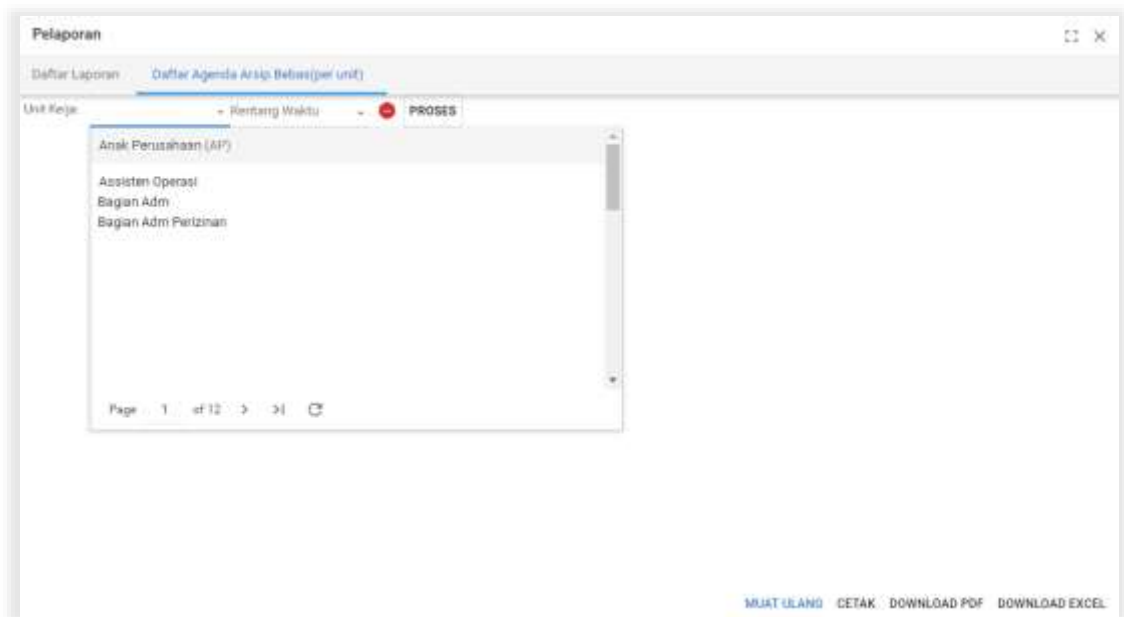 Pelaporan
Daftar Laporan Daftar Agenda Arsip Bebas(per unit)
Unit Kerja: Rentang Waktu PROSES
Anak Perusahaan (AP)
Assisten Operasi
Bagian Adm
Bagian Adm Perizinan
Page 1 of 12
MUAT ULANG CETAK DOWNLOAD PDF DOWNLOAD EXCEL